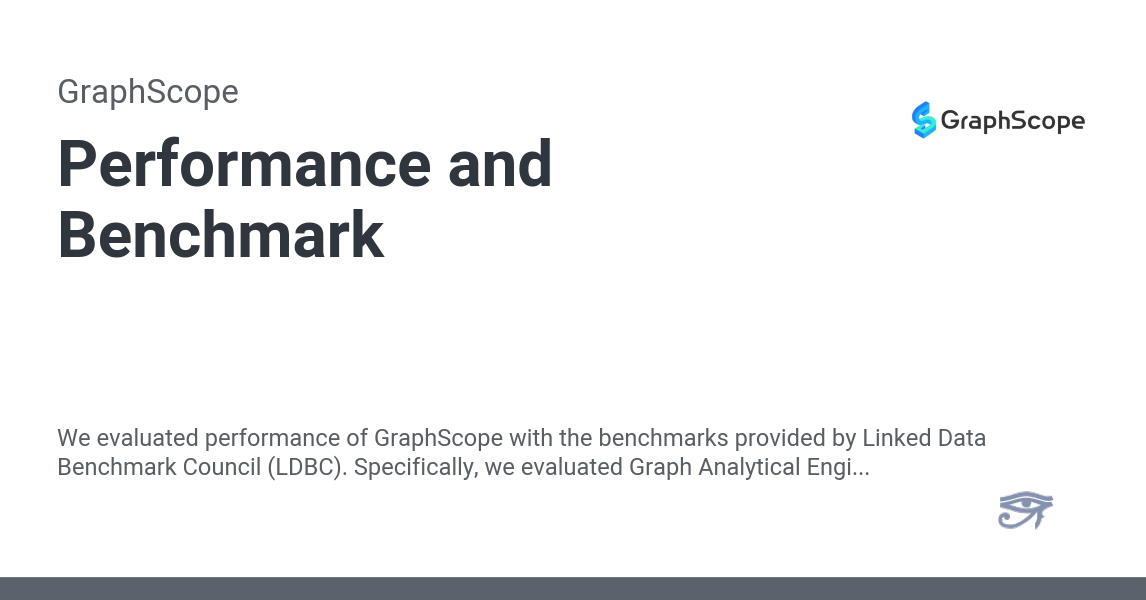 GraphScope
GraphScope
Performance and
Benchmark
We evaluated performance of GraphScope with the benchmarks provided by Linked Data
Benchmark Council (LDBC). Specifically, we evaluated Graph Analytical Engi...